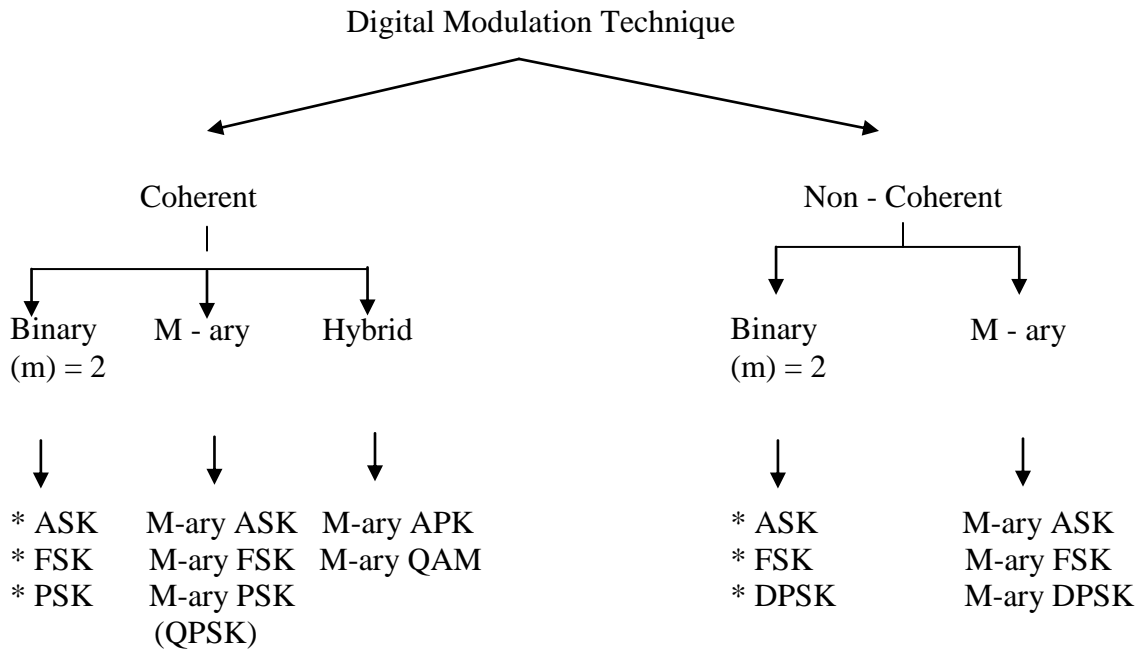 Digital Modulation Technique
Coherent
Non - Coherent
Binary
(m) = 2
M - ary
Hybrid
Binary
(m) = 2
M - ary
* ASK
* FSK
* PSK
M-ary ASK
M-ary FSK
M-ary PSK
(QPSK)
M-ary APK
M-ary QAM
* ASK
* FSK
* DPSK
M-ary ASK
M-ary FSK
M-ary DPSK